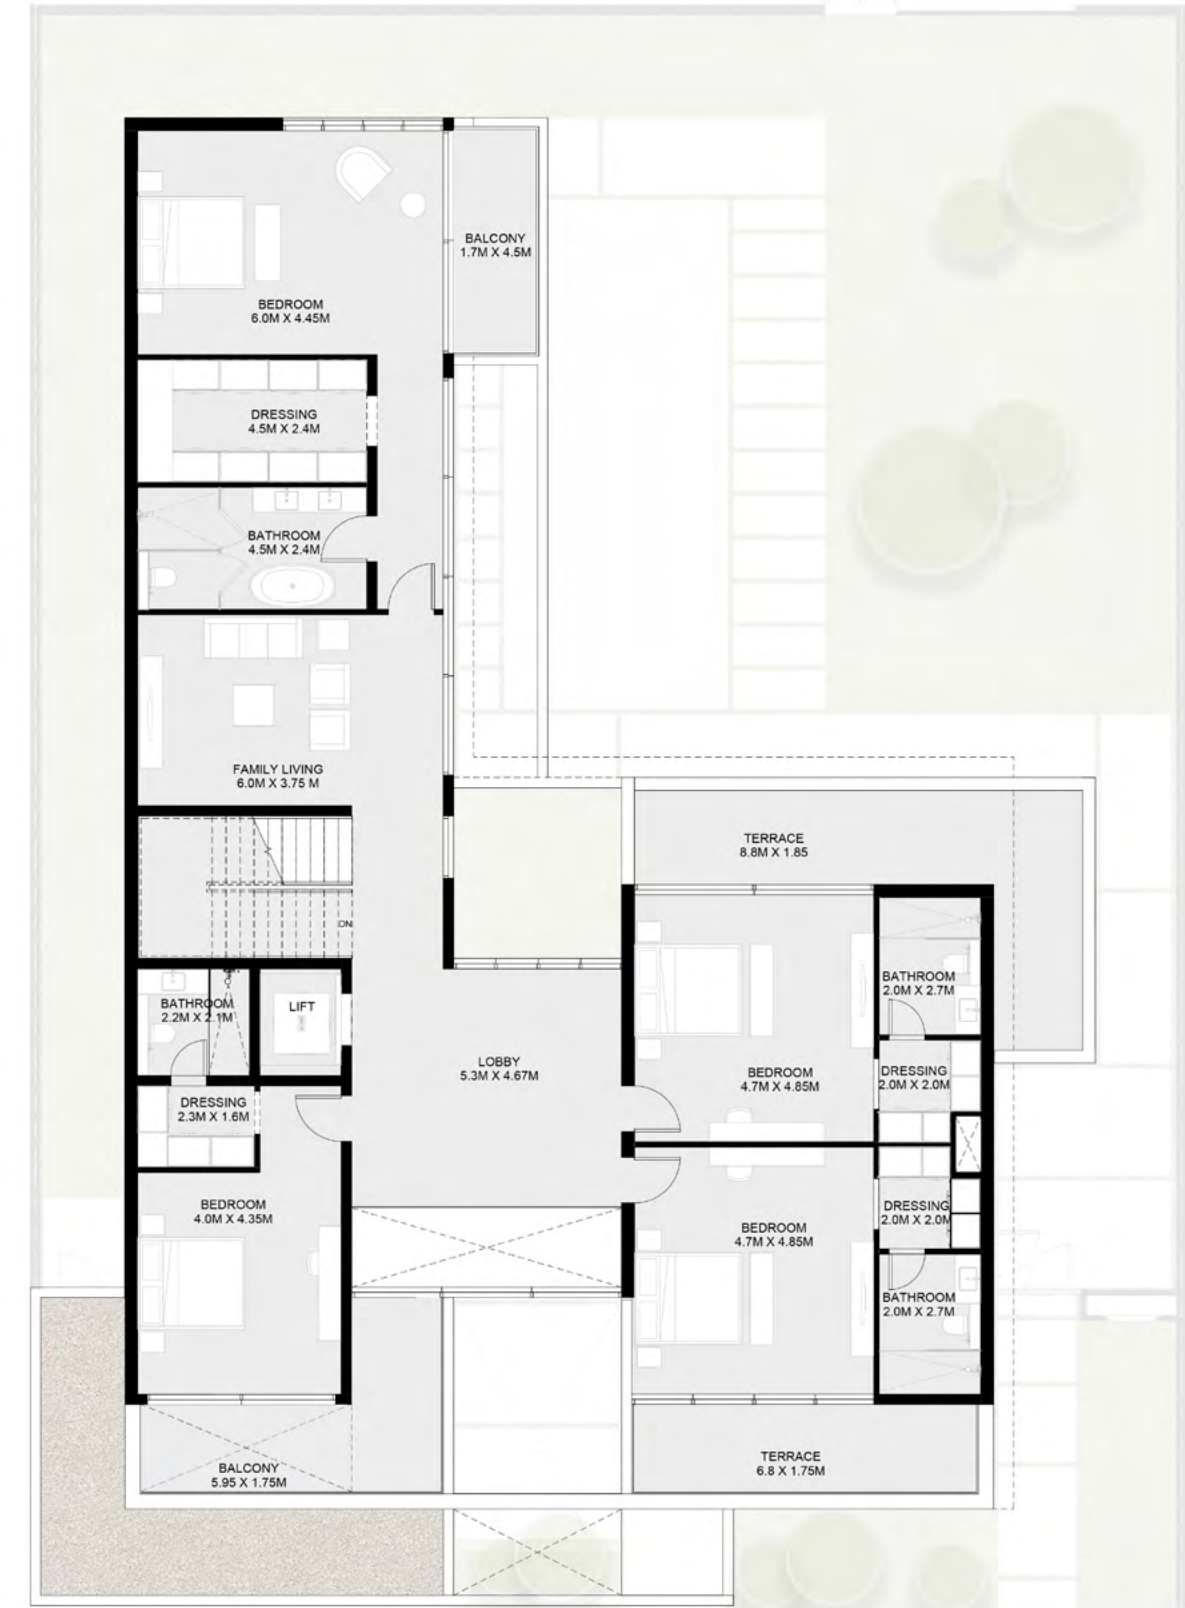 BALCONY
1.7M X 4.5M
BEDROOM
6.0M X 4.45M
DRESSING
4.5M X 2.4M
BATHROOM
4.5M X 2.4M
FAMILY LIVING
6.0M X 3.75 M
TERRACE
8.8M X 1.85
DN
BATHROOM
2.2M X 2.1M
LIFT
LOBBY
5.3M X 4.67M
BATHROOM
2.0M X 2.7M
BEDROOM
4.7M X 4.85M
DRESSING
2.0M X 2.0M
DRESSING
2.3M X 1.6M
BEDROOM
4.0M X 4.35M
BEDROOM
4.7M X 4.85M
DRESSING
2.0M X 2.0M
BATHROOM
2.0M X 2.7M
BALCONY
5.95 X 1.75M
TERRACE
6.8 X 1.75M